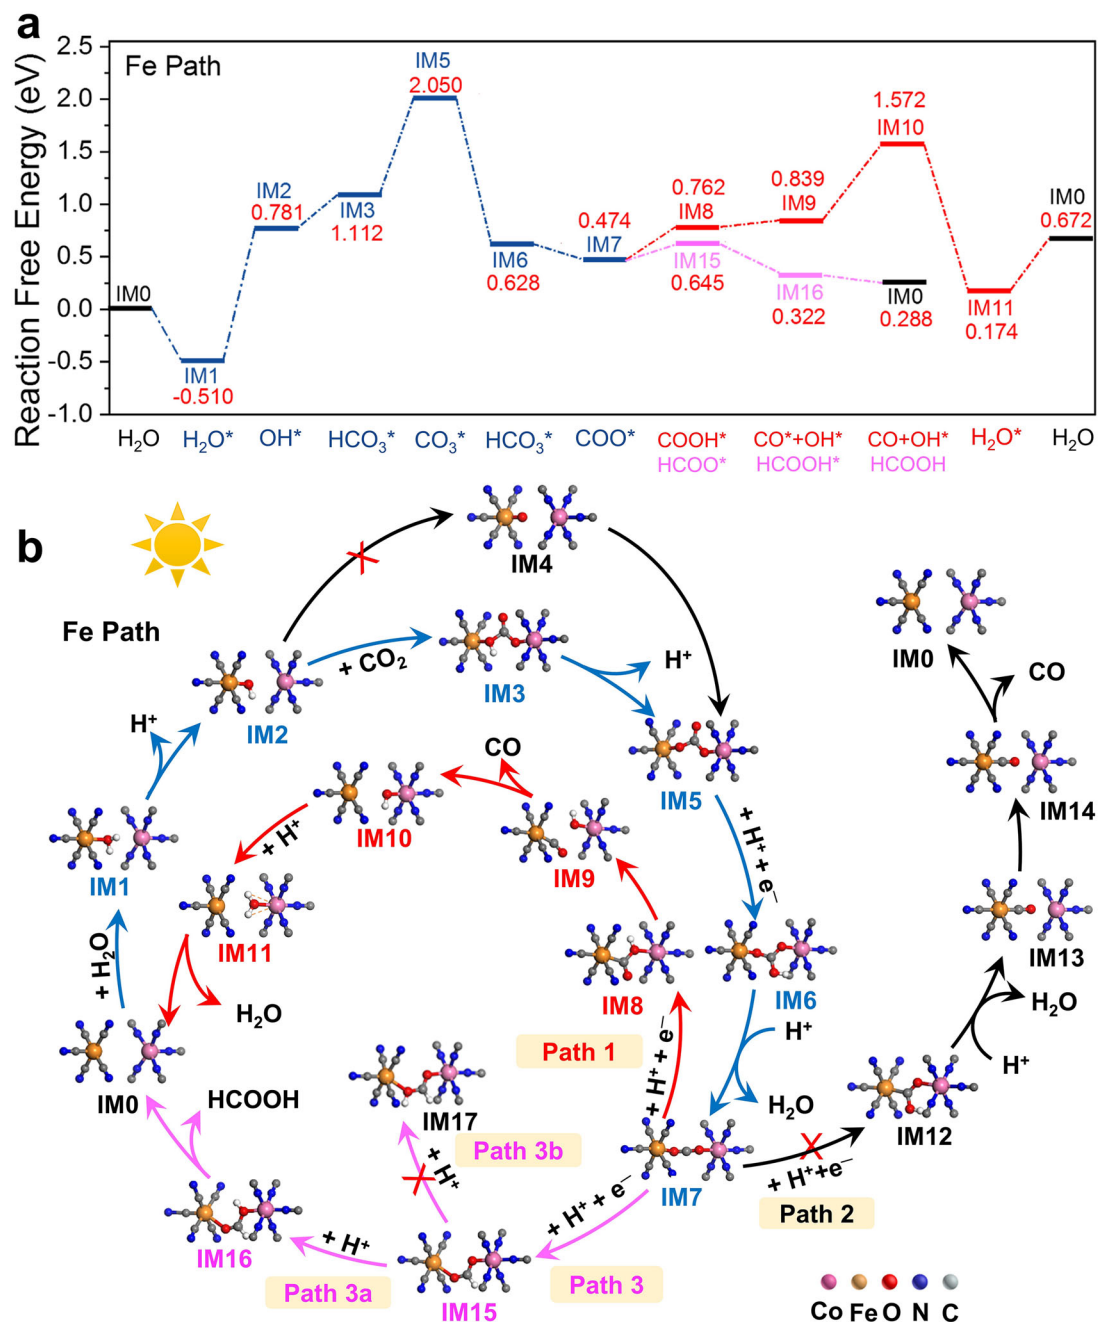 a
Reaction Free Energy (eV)
2.5
2.0
1.5
1.0
0.5
0.0
-0.5
-1.0
Fe Path
IM0
IM1
-0.510
IM2
0.781
IM3
1.112
IM5
2.050
IM6
0.628
0.474
IM7
0.762
IM8
IM15
0.645
0.839
IM9
IM16
0.322
1.572
IM10
IM0
0.288
IM11
0.174
IM0
0.672
H₂O H₂O* OH* HCO₃* CO₃* HCO₃* COO* COOH* CO*+OH* CO+OH* H₂O* H₂O
HCOO* HCOOH* HCOOH
b
Fe Path
IM4
X
+ CO₂
IM3
H⁺
IM2
H⁺
IM5
IM0
CO
IM14
CO
IM10
+ H⁺
IM9
+ H⁺ + e⁻
IM1
IM11
IM13
+ H₂O
H₂O
IM8
IM6
H₂O
H⁺
Path 1
+ H⁺ + e⁻
H⁺
H₂O
IM0
HCOOH
IM17
Path 3b
+ H⁺
X
IM12
IM7
X
+ H⁺+e⁻
Path 2
+ H⁺ + e⁻
Path 3
IM16
+ H⁺
Path 3a
IM15
Co Fe O N C